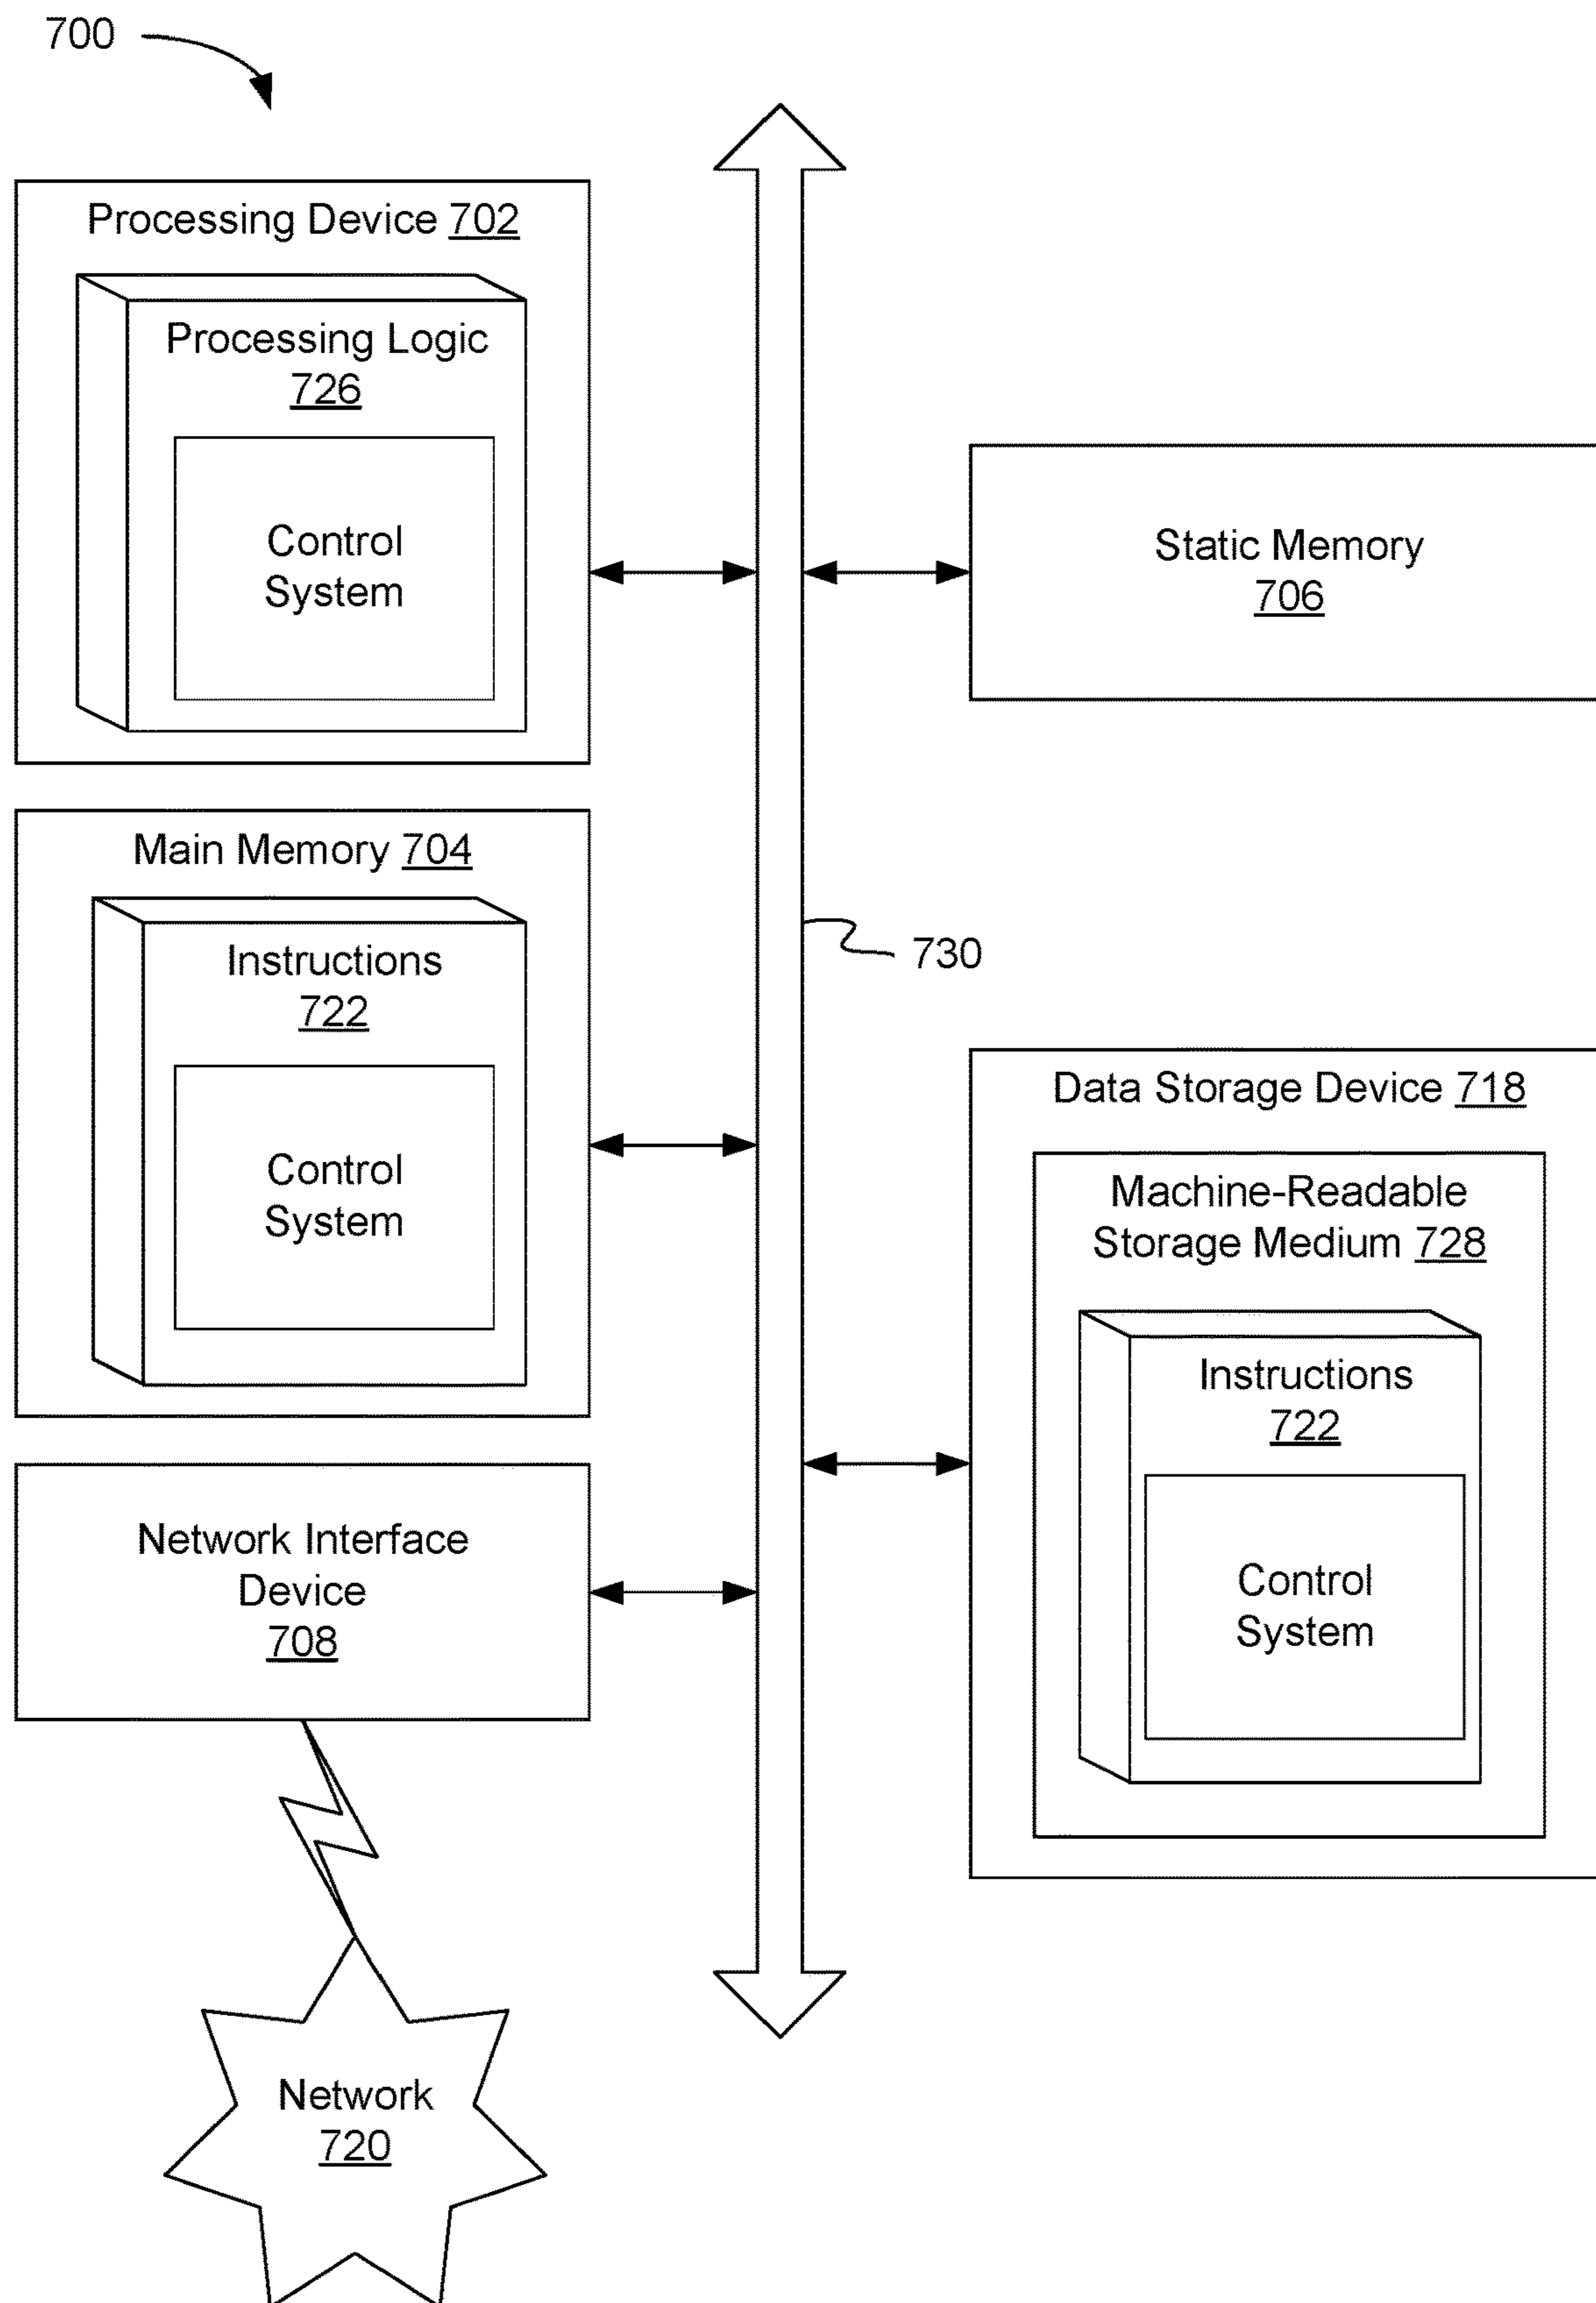 700
Processing Device 702
Processing Logic
726
Control
System
Static Memory
706
Main Memory 704
Instructions
722
Control
System
730
Data Storage Device 718
Machine-Readable
Storage Medium 728
Instructions
722
Control
System
Network Interface
Device
708
Network
720